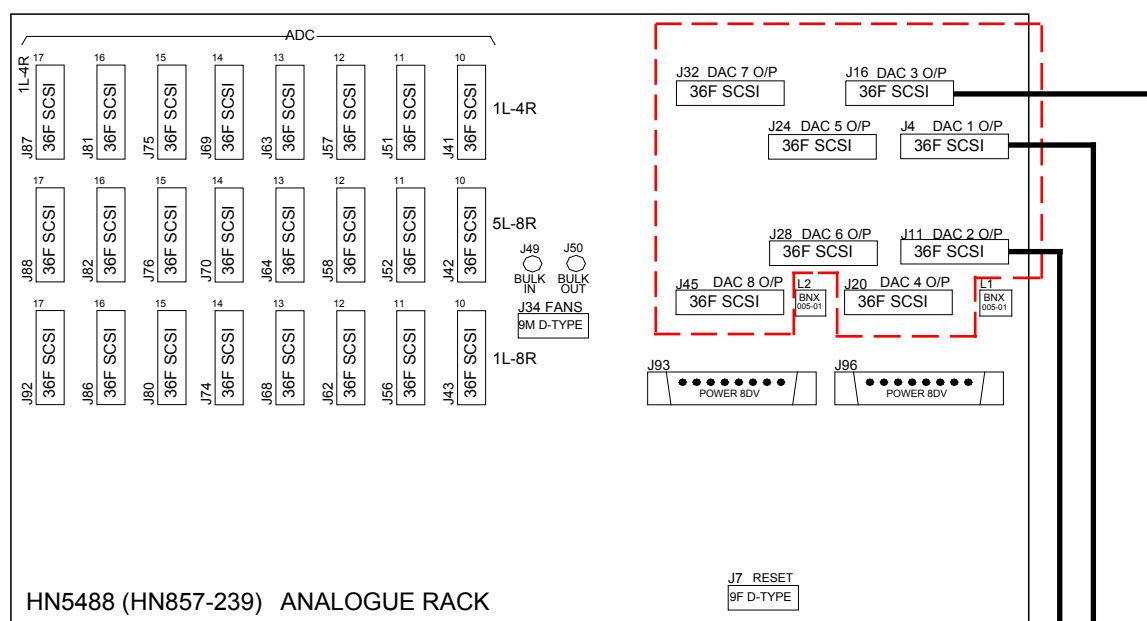 ADC
1L-4R
17 16 15 14 13 12 11 10
J87 36F SCSI
J81 36F SCSI
J75 36F SCSI
J69 36F SCSI
J63 36F SCSI
J57 36F SCSI
J51 36F SCSI
J41 36F SCSI
1L-4R
17 16 15 14 13 12 11 10
J88 36F SCSI
J82 36F SCSI
J76 36F SCSI
J70 36F SCSI
J64 36F SCSI
J58 36F SCSI
J52 36F SCSI
J42 36F SCSI
5L-8R
17 16 15 14 13 12 11 10
J92 36F SCSI
J86 36F SCSI
J80 36F SCSI
J74 36F SCSI
J68 36F SCSI
J62 36F SCSI
J56 36F SCSI
J43 36F SCSI
1L-8R
J49
BULK
IN
J50
BULK
OUT
J34 FANS
9M D-TYPE
J32 DAC 7 O/P
36F SCSI
J16 DAC 3 O/P
36F SCSI
J24 DAC 5 O/P
36F SCSI
J4 DAC 1 O/P
36F SCSI
J28 DAC 6 O/P
36F SCSI
J11 DAC 2 O/P
36F SCSI
J45 DAC 8 O/P
36F SCSI
L2
BNX
005-01
J20 DAC 4 O/P
36F SCSI
L1
BNX
005-01
J93
POWER 8DV
J96
POWER 8DV
J7 RESET
9F D-TYPE
HN5488 (HN857-239) ANALOGUE RACK